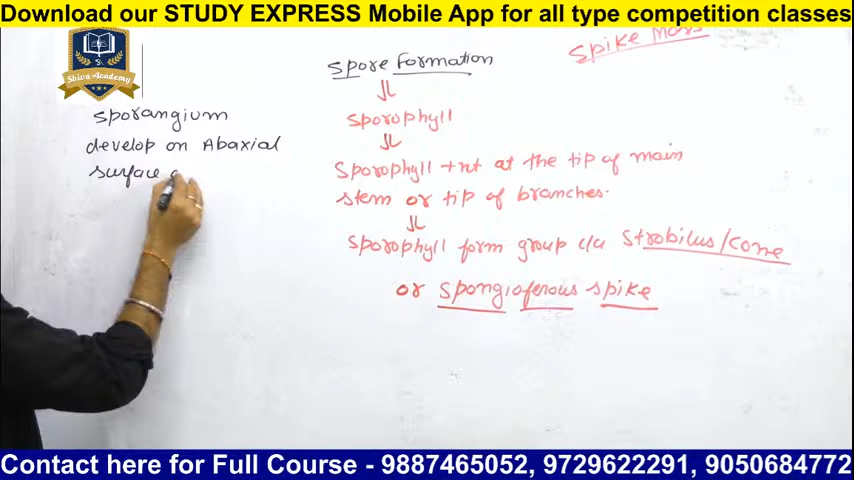 Download our STUDY EXPRESS Mobile App for all type competition classes
Spike Moss
Shiva Academy
Spore Formation
Sporophyll
Sporophyll +nt at the tip of main
stem or tip of branches.
Sporophyll form group c/a Strobilus/Cone
or Spongioferous spike
Sporangium
develop on Abaxial
surface
Contact here for Full Course - 9887465052, 9729622291, 9050684772